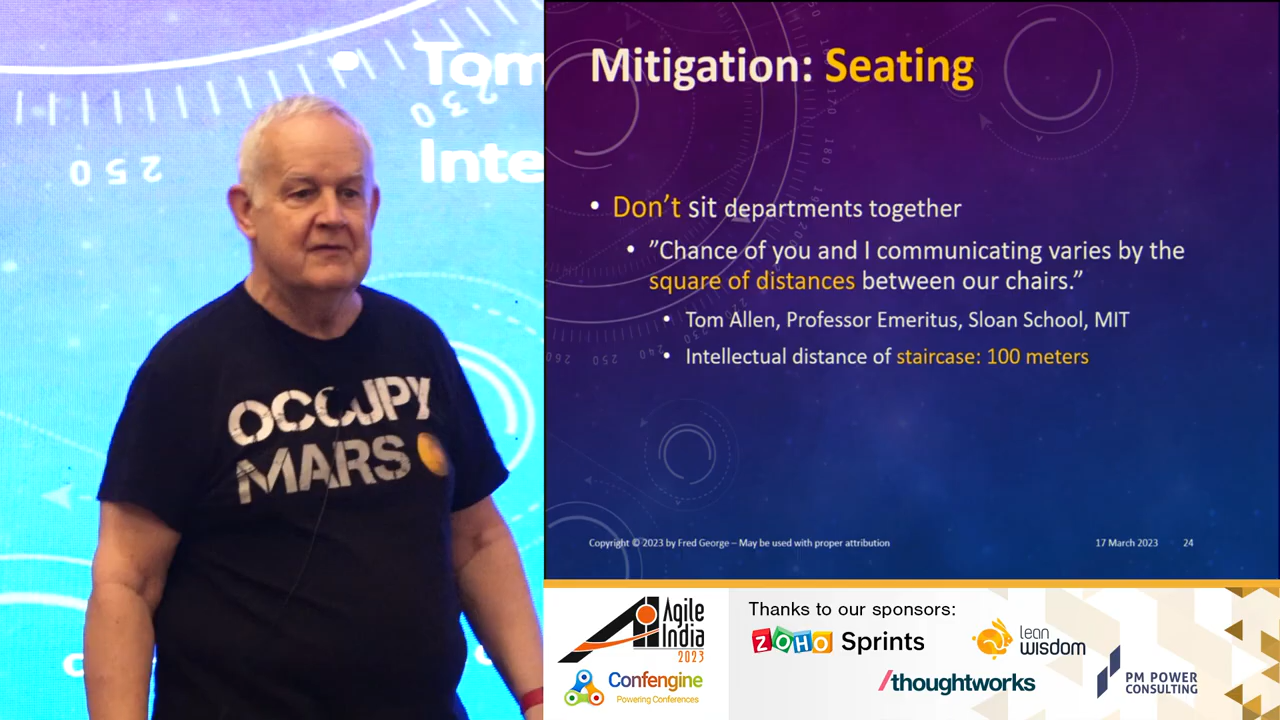 Tom
Inte
230
250
OCCUPY
MARS
Mitigation: Seating
• Don’t sit departments together
• ”Chance of you and I communicating varies by the
square of distances between our chairs.”
• Tom Allen, Professor Emeritus, Sloan School, MIT
• Intellectual distance of staircase: 100 meters
Copyright © 2023 by Fred George – May be used with proper attribution
17 March 2023
24
Agile
India
2023
Confengine
Powering Conferences
Thanks to our sponsors:
ZOHO Sprints
lean
wisdom
/thoughtworks
PM POWER
CONSULTING